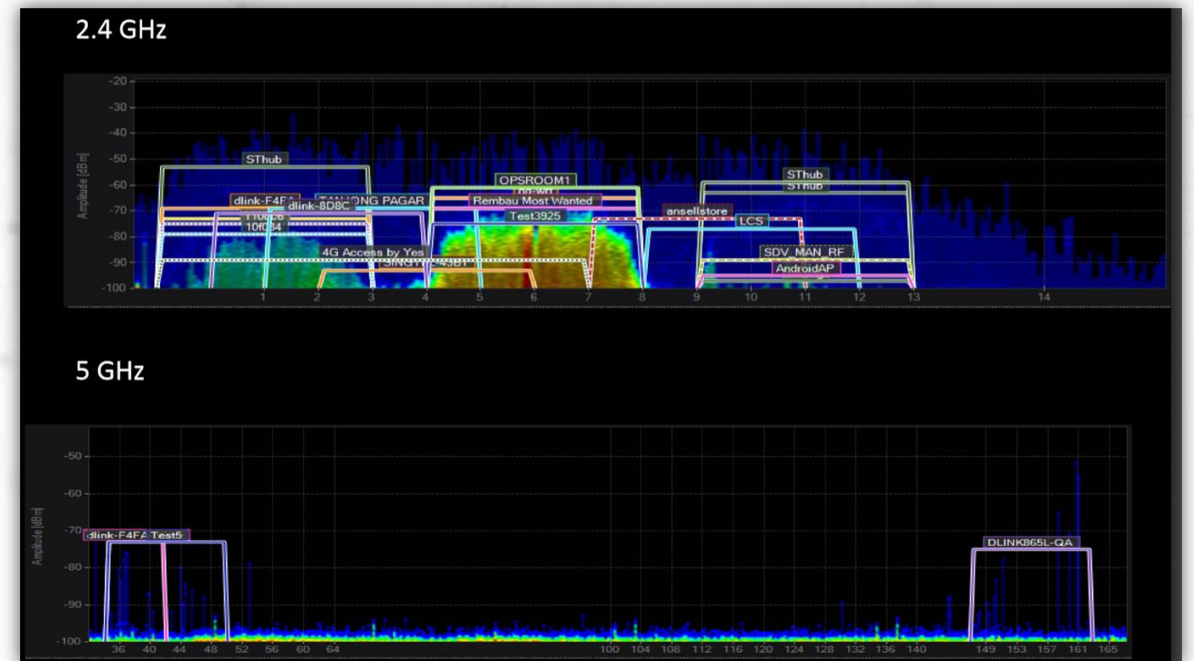 2.4 GHz
-20
-30
-40
-50
-60
-70
-80
-90
-100
Amplitude [dBm]
SThub
OPSROOM1
SThub
SThub
dlink-F4FA
TANJONG PAGAR
Rembau Most Wanted
dlink-8D8C
ansellstore
Test3925
LCS
4G Access by Yes
SDV_MAN_RF
AndroidAP
1 2 3 4 5 6 7 8 9 10 11 12 13 14
5 GHz
-50
-60
-70
-80
-90
-100
Amplitude [dBm]
dlink-F4FA Test5
DLINK865L-QA
36 40 44 48 52 56 60 64 100 104 108 112 116 120 124 128 132 136 140 149 153 157 161 165